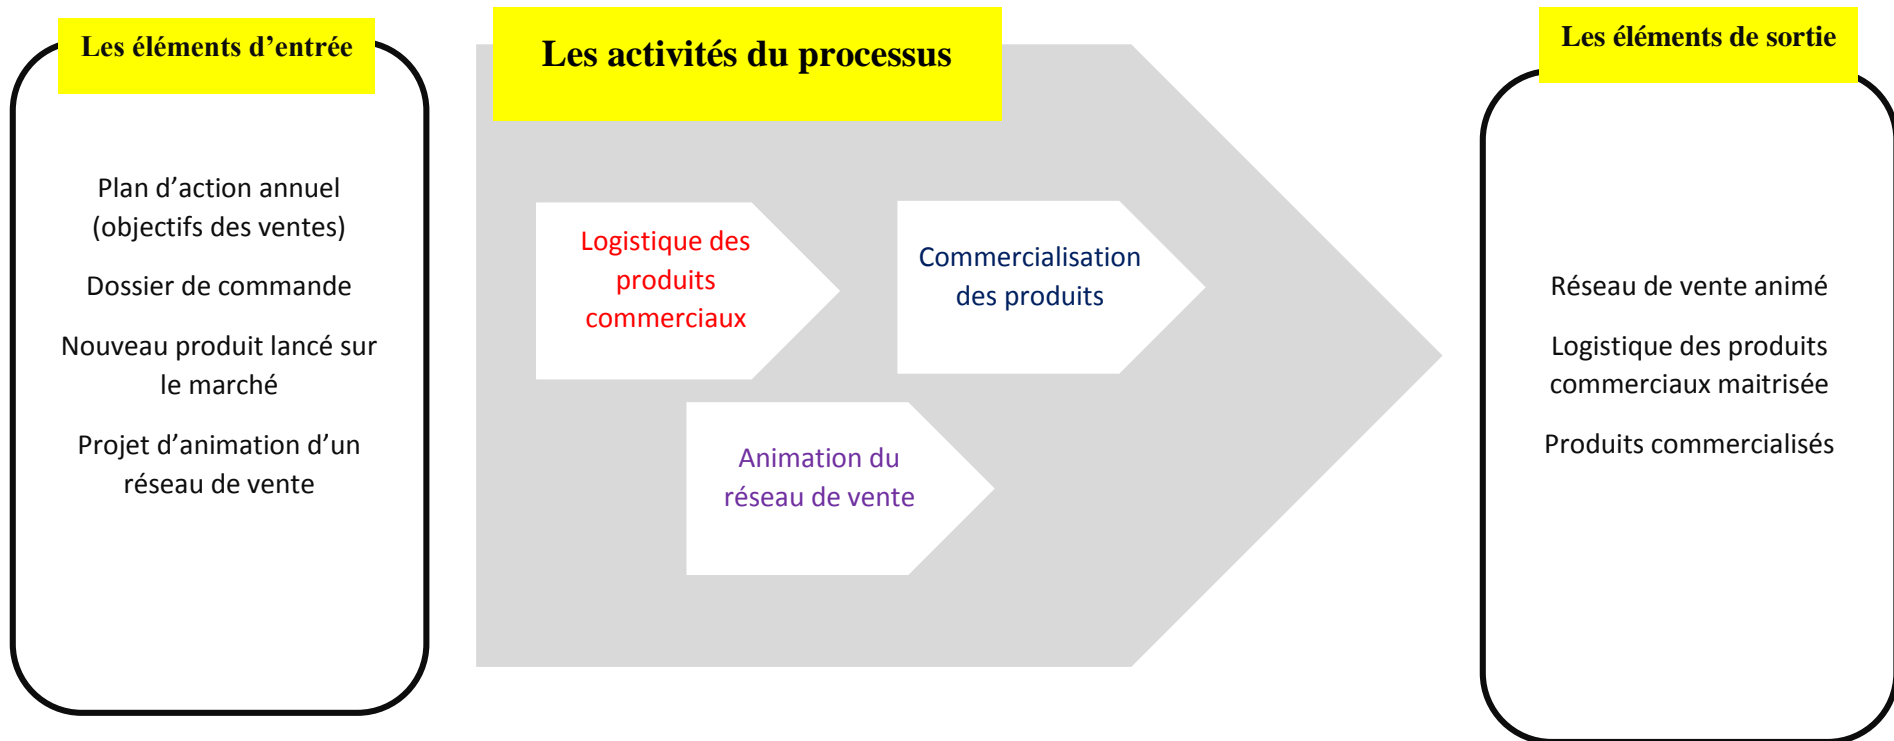 Les éléments d’entrée
Plan d’action annuel
(objectifs des ventes)
Dossier de commande
Nouveau produit lancé sur
le marché
Projet d’animation d’un
réseau de vente
Les activités du processus
Logistique des
produits
commerciaux
Commercialisation
des produits
Animation du
réseau de vente
Les éléments de sortie
Réseau de vente animé
Logistique des produits
commerciaux maitrisée
Produits commercialisés